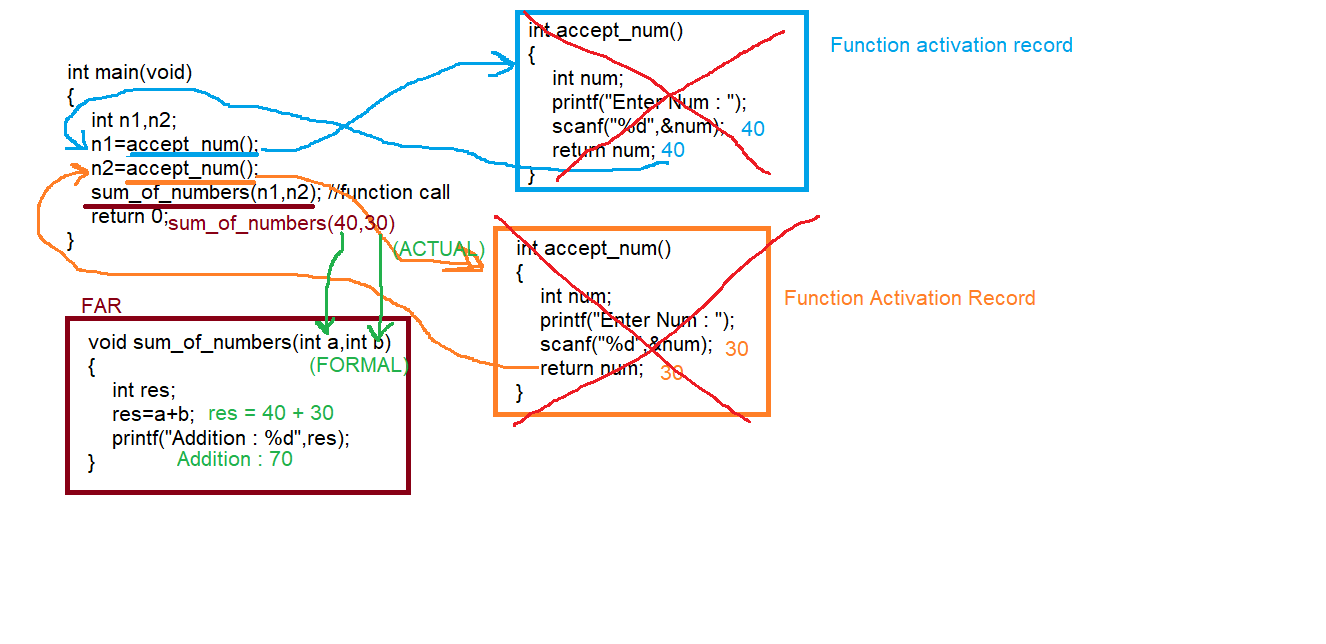 int main(void)
{
int n1,n2;
n1=accept_num();
n2=accept_num();
sum_of_numbers(n1,n2); //function call
return 0;
sum_of_numbers(40,30)
}
(ACTUAL)
int accept_num()
{
int num;
printf("Enter Num : ");
scanf("%d",&num); 40
return num; 40
}
Function activation record
int accept_num()
{
int num;
printf("Enter Num : ");
scanf("%d",&num); 30
return num; 30
}
Function Activation Record
FAR
void sum_of_numbers(int a,int b)
{
(FORMAL)
int res;
res=a+b; res = 40 + 30
printf("Addition : %d",res);
} Addition : 70